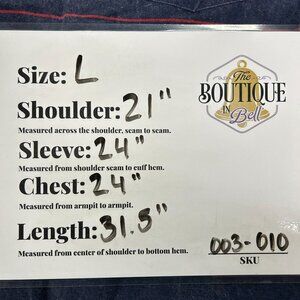 Size: L
The
BOUTIQUE
IN
Bell
Shoulder: 21"
Measured across the shoulder, seam to seam.
Sleeve: 24"
Measured from shoulder seam to cuff hem.
Chest: 24"
Measured from armpit to armpit.
Length: 31.5"
Measured from center of shoulder to bottom hem.
003-010
SKU